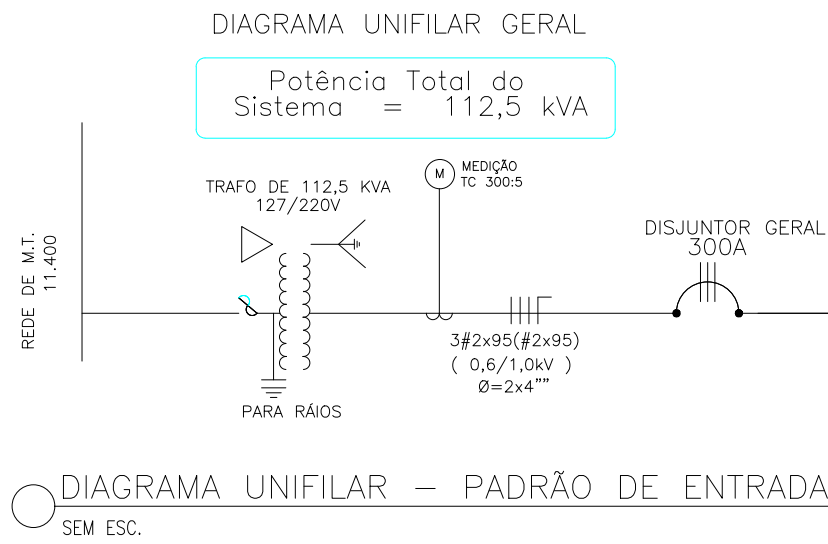 DIAGRAMA UNIFILAR GERAL
Potência Total do
Sistema = 112,5 kVA
TRAFO DE 112,5 KVA
127/220V
M
MEDIÇÃO
TC 300:5
DISJUNTOR GERAL
300A
REDE DE M.T.
11.400
3#2x95(#2x95)
( 0,6/1,0kV )
Ø=2x4""
PARA RÁIOS
DIAGRAMA UNIFILAR – PADRÃO DE ENTRADA
SEM ESC.